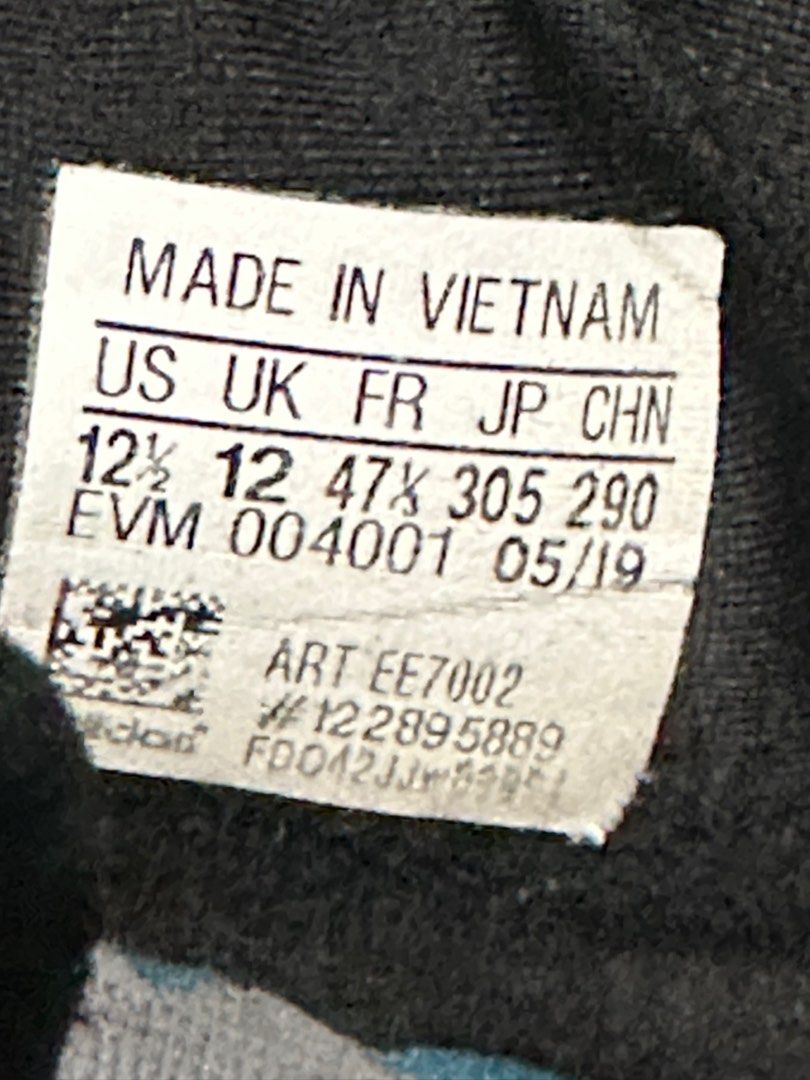 MADE IN VIETNAM
US UK FR JP CHN
12½ 12 47⅓ 305 290
EVM 004001 05/19
ART EE7002
#122895889